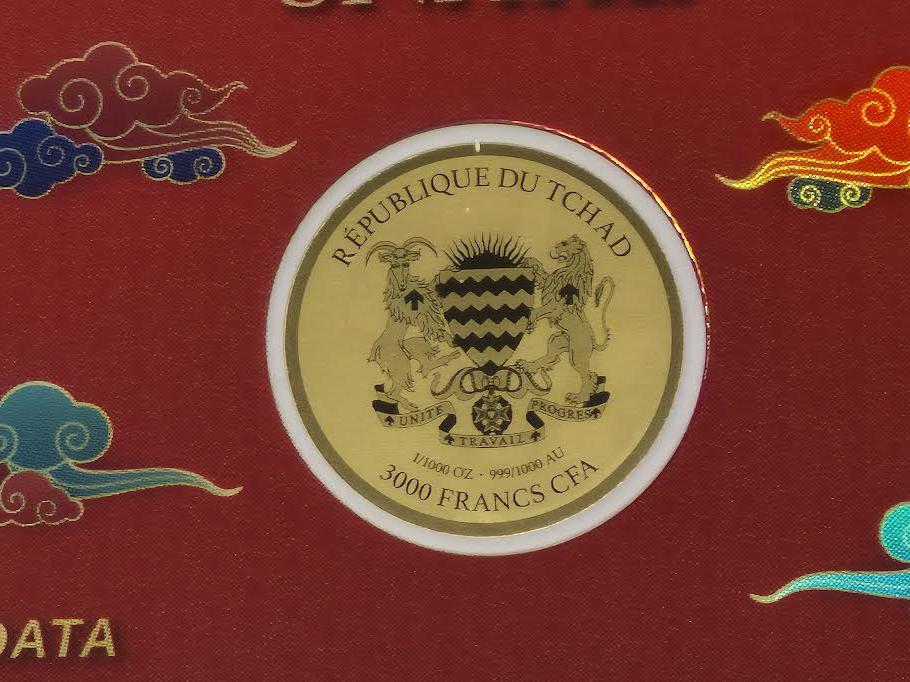 RÉPUBLIQUE DU TCHAD
UNITE TRAVAIL PROGRES
1/1000 OZ · 999/1000 AU
3000 FRANCS CFA
DATA